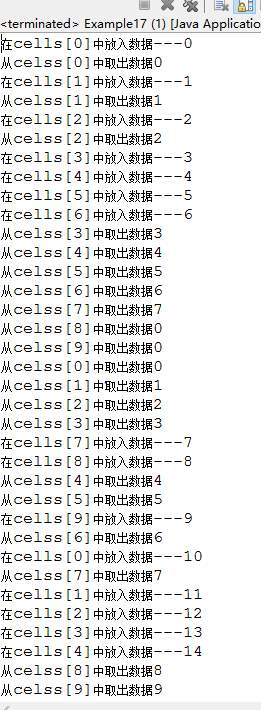 <terminated> Example17 (1) [Java Applicatio
在cells[0]中放入数据---0
从celss[0]中取出数据0
在cells[1]中放入数据---1
从celss[1]中取出数据1
在cells[2]中放入数据---2
从celss[2]中取出数据2
在cells[3]中放入数据---3
在cells[4]中放入数据---4
在cells[5]中放入数据---5
在cells[6]中放入数据---6
从celss[3]中取出数据3
从celss[4]中取出数据4
从celss[5]中取出数据5
从celss[6]中取出数据6
从celss[7]中取出数据7
从celss[8]中取出数据0
从celss[9]中取出数据0
从celss[0]中取出数据0
从celss[1]中取出数据1
从celss[2]中取出数据2
从celss[3]中取出数据3
在cells[7]中放入数据---7
在cells[8]中放入数据---8
从celss[4]中取出数据4
从celss[5]中取出数据5
在cells[9]中放入数据---9
从celss[6]中取出数据6
在cells[0]中放入数据---10
从celss[7]中取出数据7
在cells[1]中放入数据---11
在cells[2]中放入数据---12
在cells[3]中放入数据---13
在cells[4]中放入数据---14
从celss[8]中取出数据8
从celss[9]中取出数据9